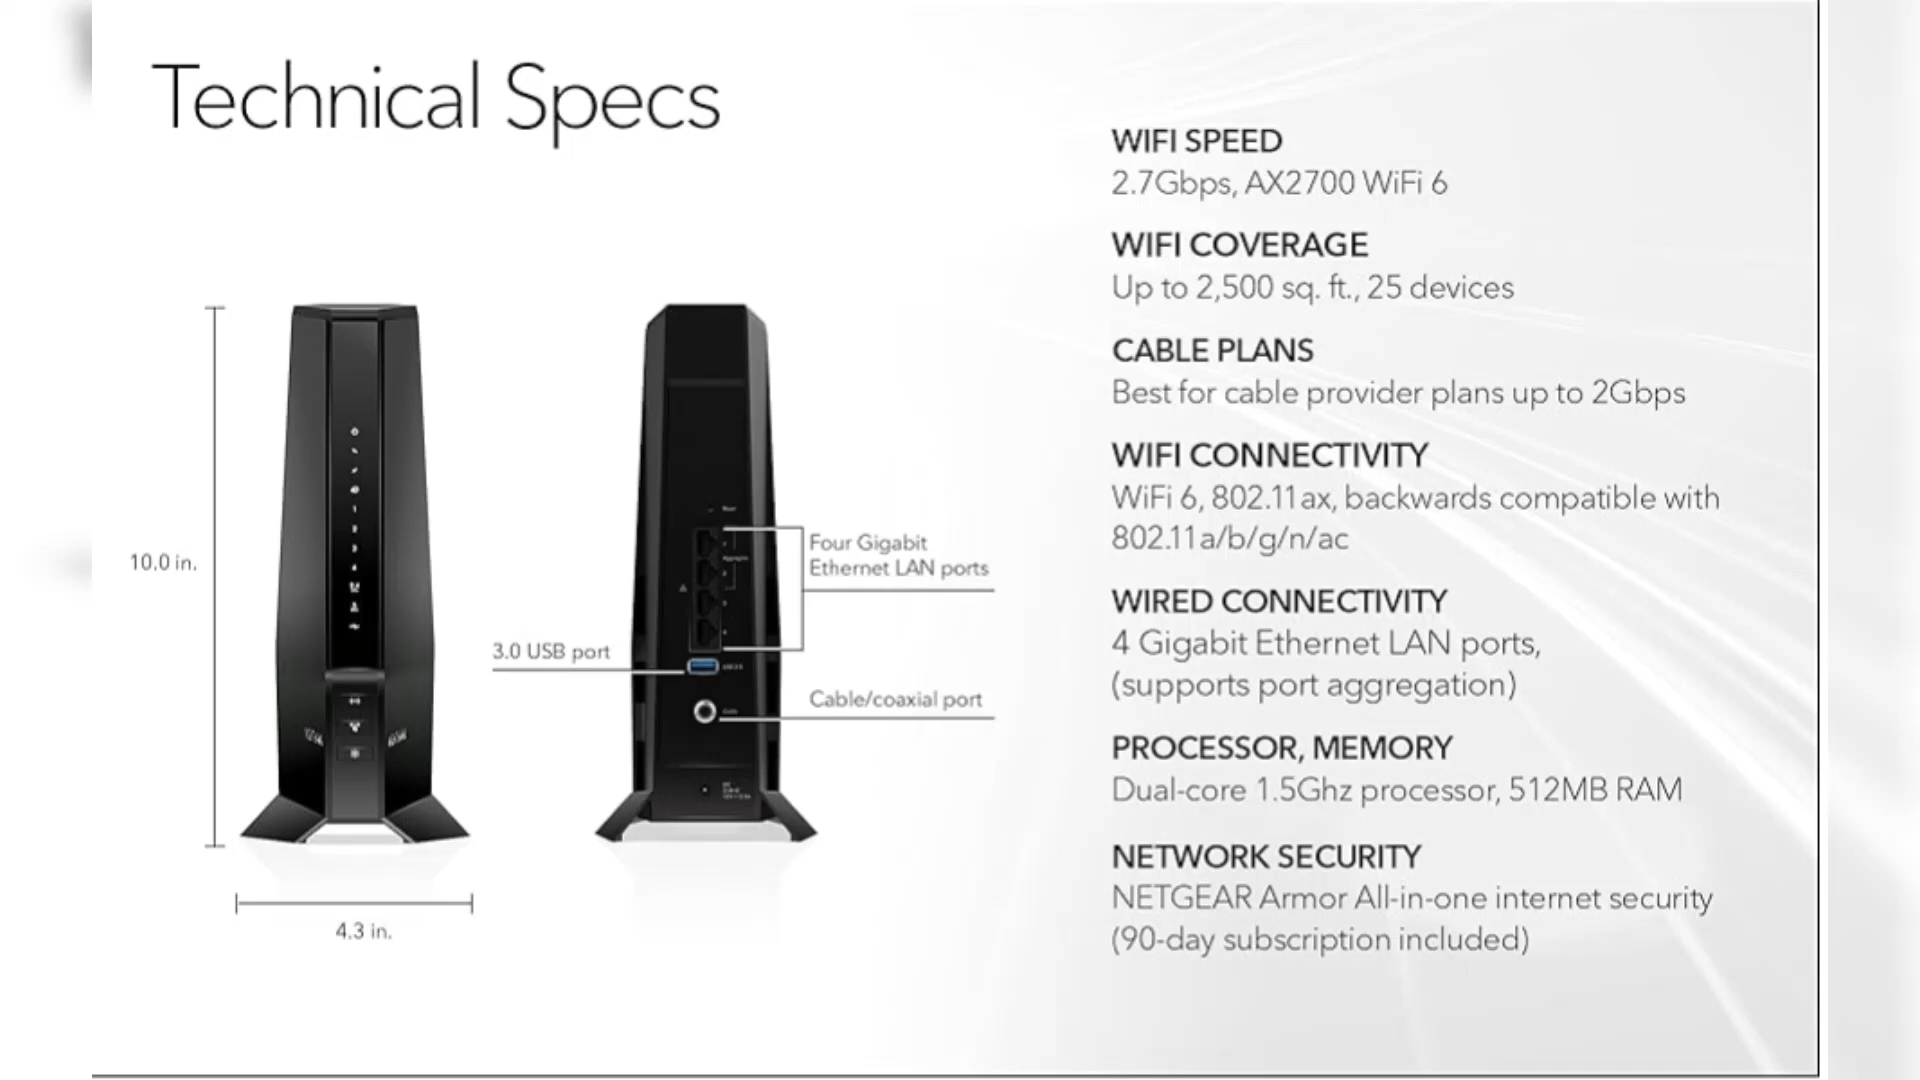 Technical Specs
WIFI SPEED
2.7Gbps, AX2700 WiFi 6
WIFI COVERAGE
Up to 2,500 sq. ft., 25 devices
CABLE PLANS
Best for cable provider plans up to 2Gbps
WIFI CONNECTIVITY
WiFi 6, 802.11ax, backwards compatible with
802.11a/b/g/n/ac
WIRED CONNECTIVITY
4 Gigabit Ethernet LAN ports,
(supports port aggregation)
PROCESSOR, MEMORY
Dual-core 1.5Ghz processor, 512MB RAM
NETWORK SECURITY
NETGEAR Armor All-in-one internet security
(90-day subscription included)
10.0 in.
4.3 in.
Four Gigabit
Ethernet LAN ports
3.0 USB port
Cable/coaxial port